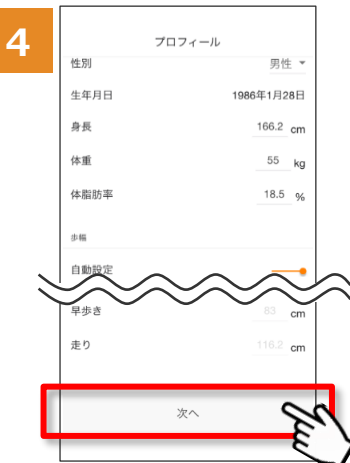 4
プロフィール
性別 男性
生年月日 1986年1月28日
身長 166.2 cm
体重 55 kg
体脂肪率 18.5 %
歩幅
自動設定
早歩き 83 cm
走り 116.2 cm
次へ